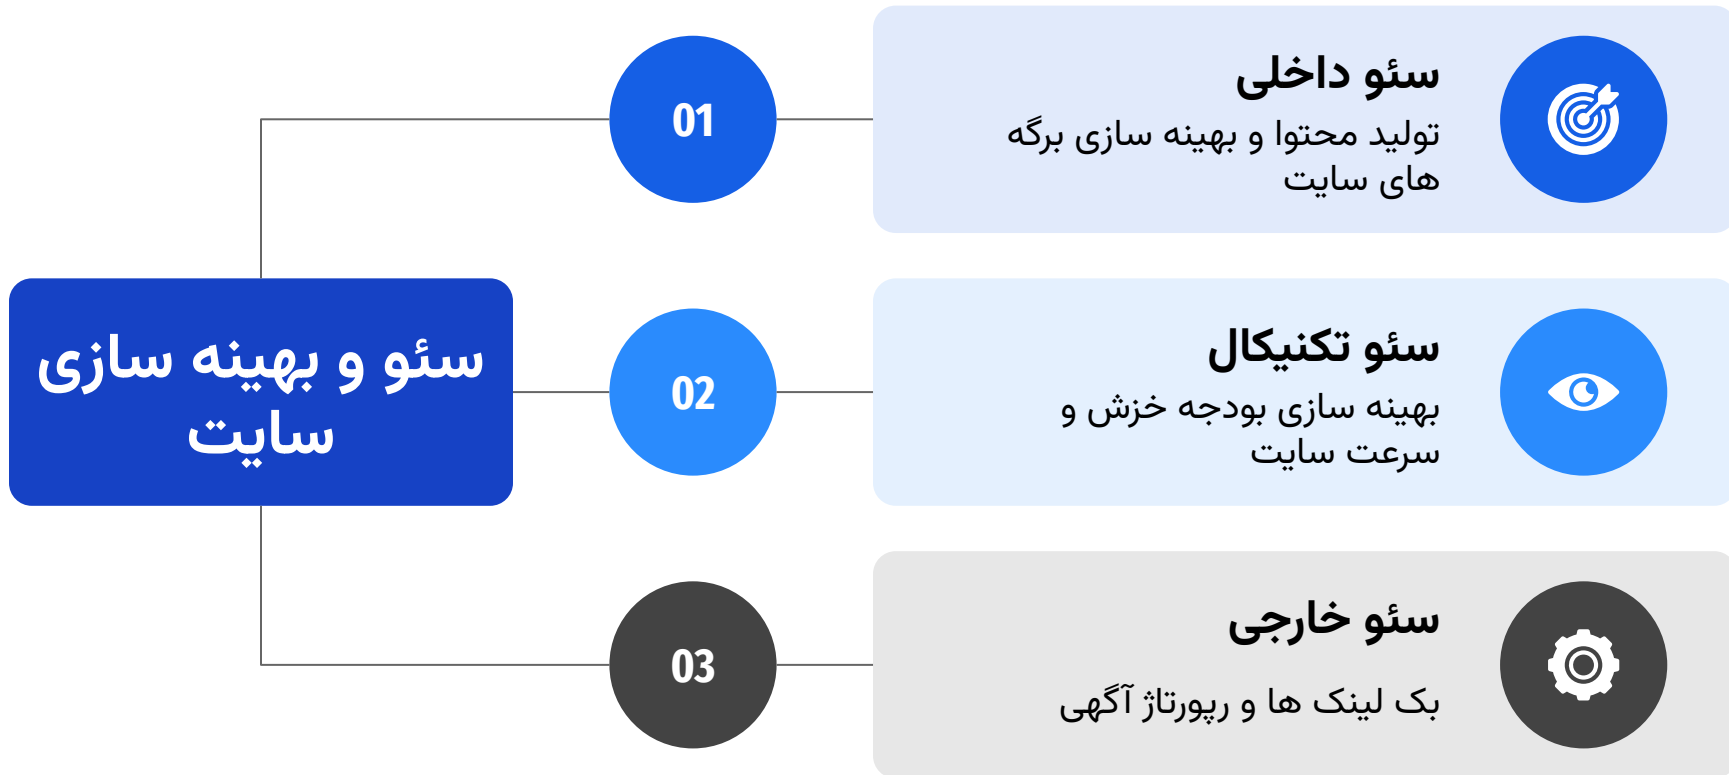 سئو و بهینه سازی
سایت
01
سئو داخلی
تولید محتوا و بهینه سازی برگه
های سایت
02
سئو تکنیکال
بهینه سازی بودجه خزش و
سرعت سایت
03
سئو خارجی
بک لینک ها و رپورتاژ آگهی